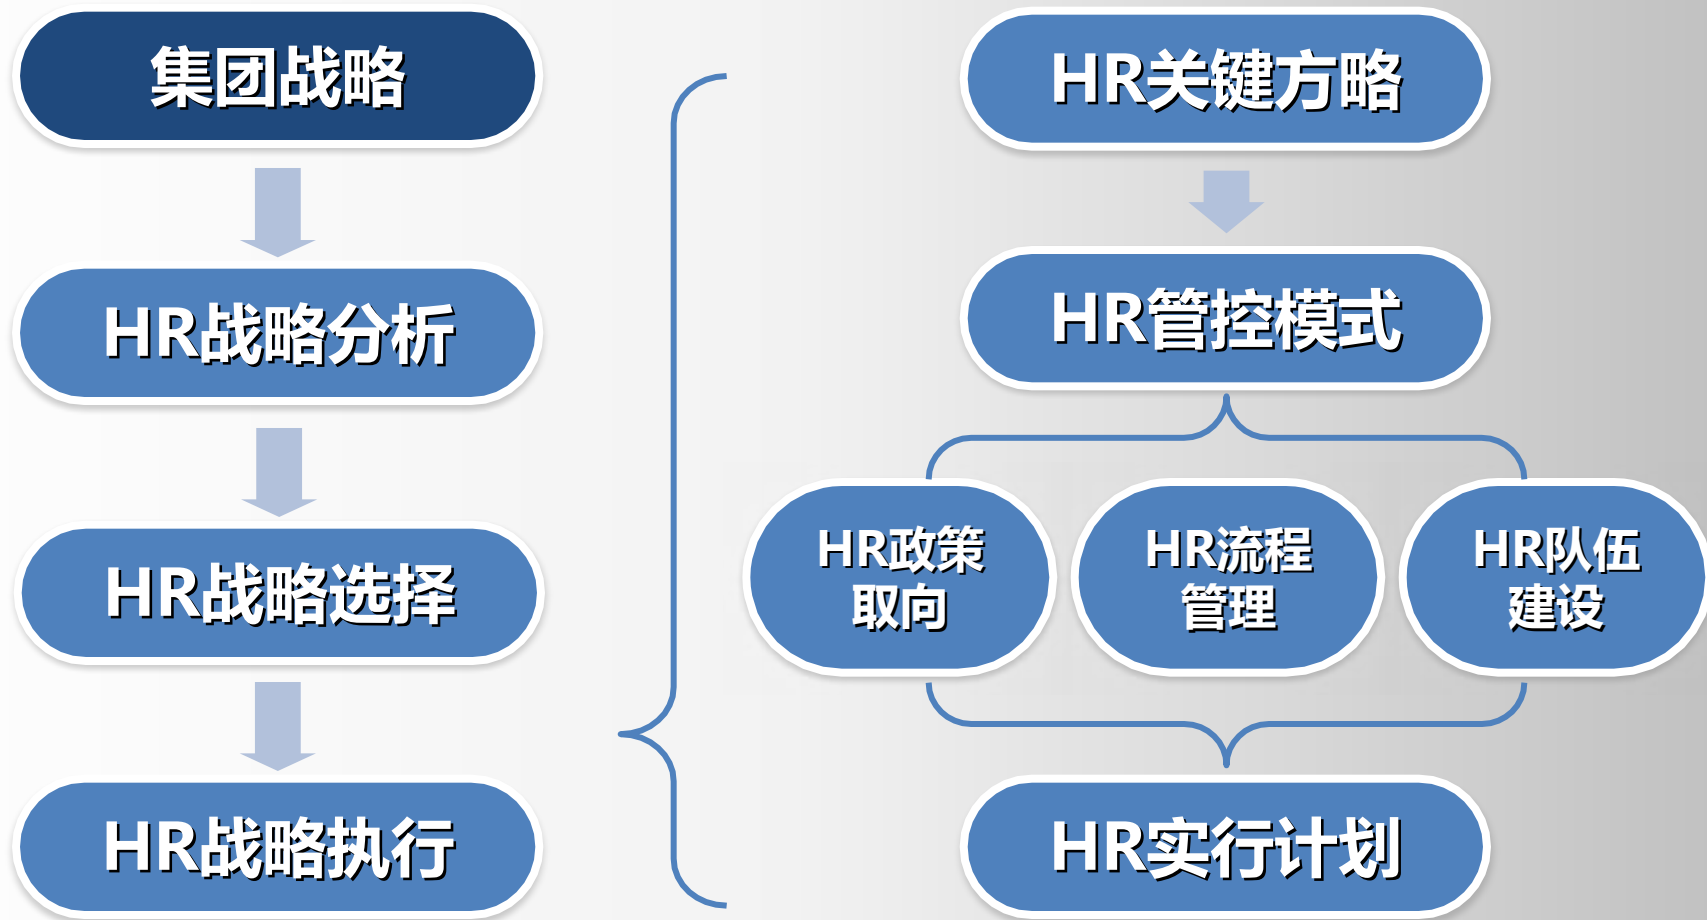 集团战略
HR战略分析
HR战略选择
HR战略执行
HR关键方略
HR管控模式
HR政策
取向
HR流程
管理
HR队伍
建设
HR实行计划